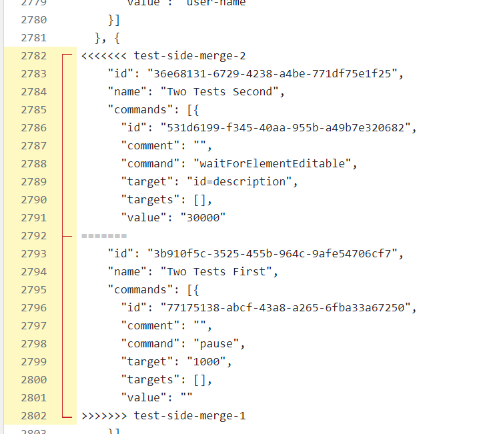 2779 "value": "user-name"
2780 }]
2781 }, {
2782 <<<<<<< test-side-merge-2
2783 "id": "36e68131-6729-4238-a4be-771df75e1f25",
2784 "name": "Two Tests Second",
2785 "commands": [{
2786 "id": "531d6199-f345-40aa-955b-a49b7e320682",
2787 "comment": "",
2788 "command": "waitForElementEditable",
2789 "target": "id=description",
2790 "targets": [],
2791 "value": "30000"
2792 =======
2793 "id": "3b910f5c-3525-455b-964c-9afe54706cf7",
2794 "name": "Two Tests First",
2795 "commands": [{
2796 "id": "77175138-abcf-43a8-a265-6fba33a67250",
2797 "comment": "",
2798 "command": "pause",
2799 "target": "1000",
2800 "targets": [],
2801 "value": ""
2802 >>>>>>> test-side-merge-1
2803 }]